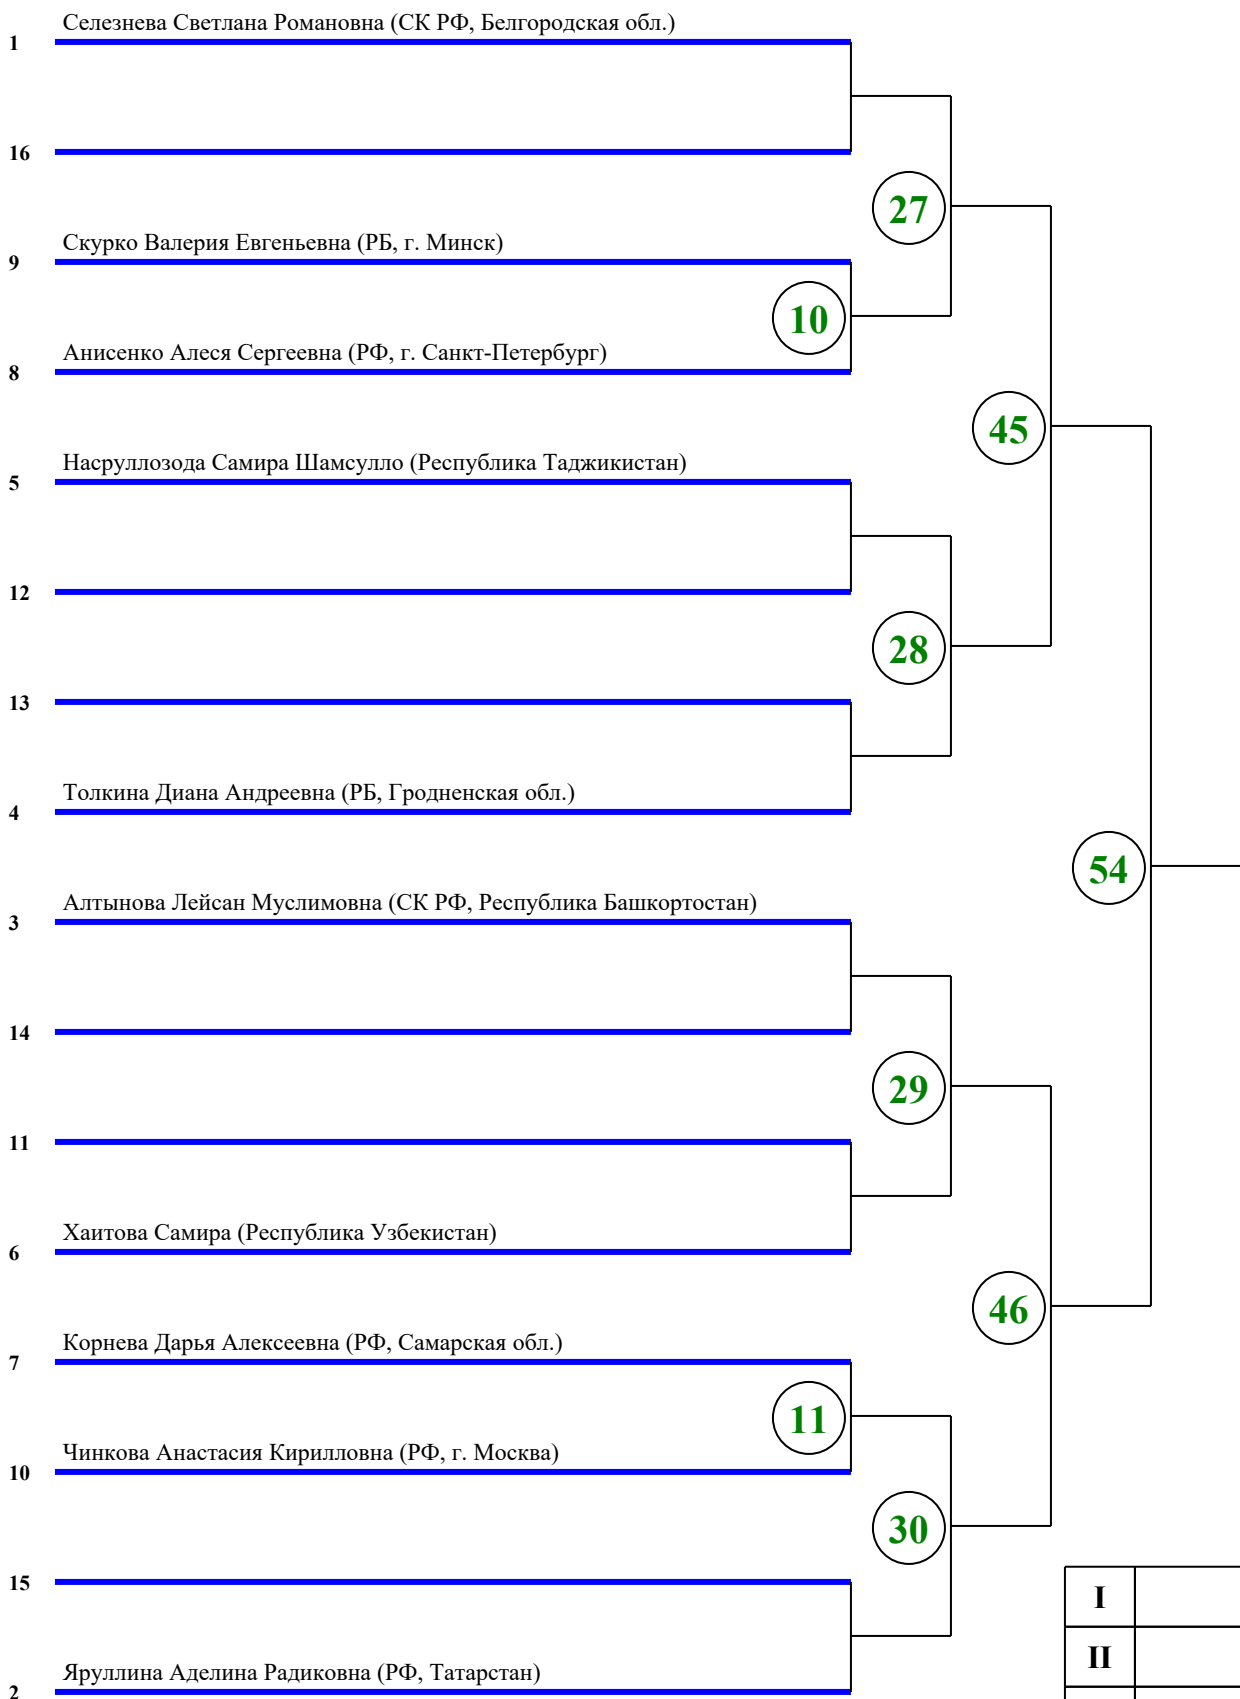 Селезнева Светлана Романовна (СК РФ, Белгородская обл.)
1
16
27
Скурко Валерия Евгеньевна (РБ, г. Минск)
9
10
Анисенко Алеся Сергеевна (РФ, г. Санкт-Петербург)
8
45
Насруллозода Самира Шамсулло (Республика Таджикистан)
5
12
28
13
Толкина Диана Андреевна (РБ, Гродненская обл.)
4
54
Алтынова Лейсан Муслимовна (СК РФ, Республика Башкортостан)
3
14
29
11
Хаитова Самира (Республика Узбекистан)
6
46
Корнева Дарья Алексеевна (РФ, Самарская обл.)
7
11
Чинкова Анастасия Кирилловна (РФ, г. Москва)
10
30
15
I
II
Яруллина Аделина Радиковна (РФ, Татарстан)
2